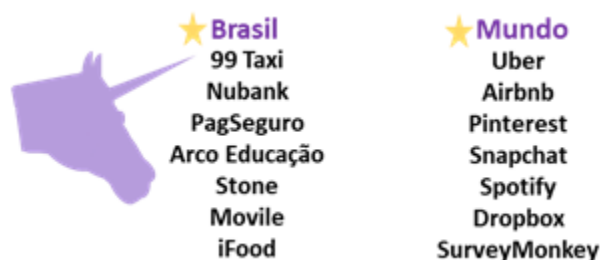 Brasil
99 Taxi
Nubank
PagSeguro
Arco Educação
Stone
Movile
iFood
Mundo
Uber
Airbnb
Pinterest
Snapchat
Spotify
Dropbox
SurveyMonkey